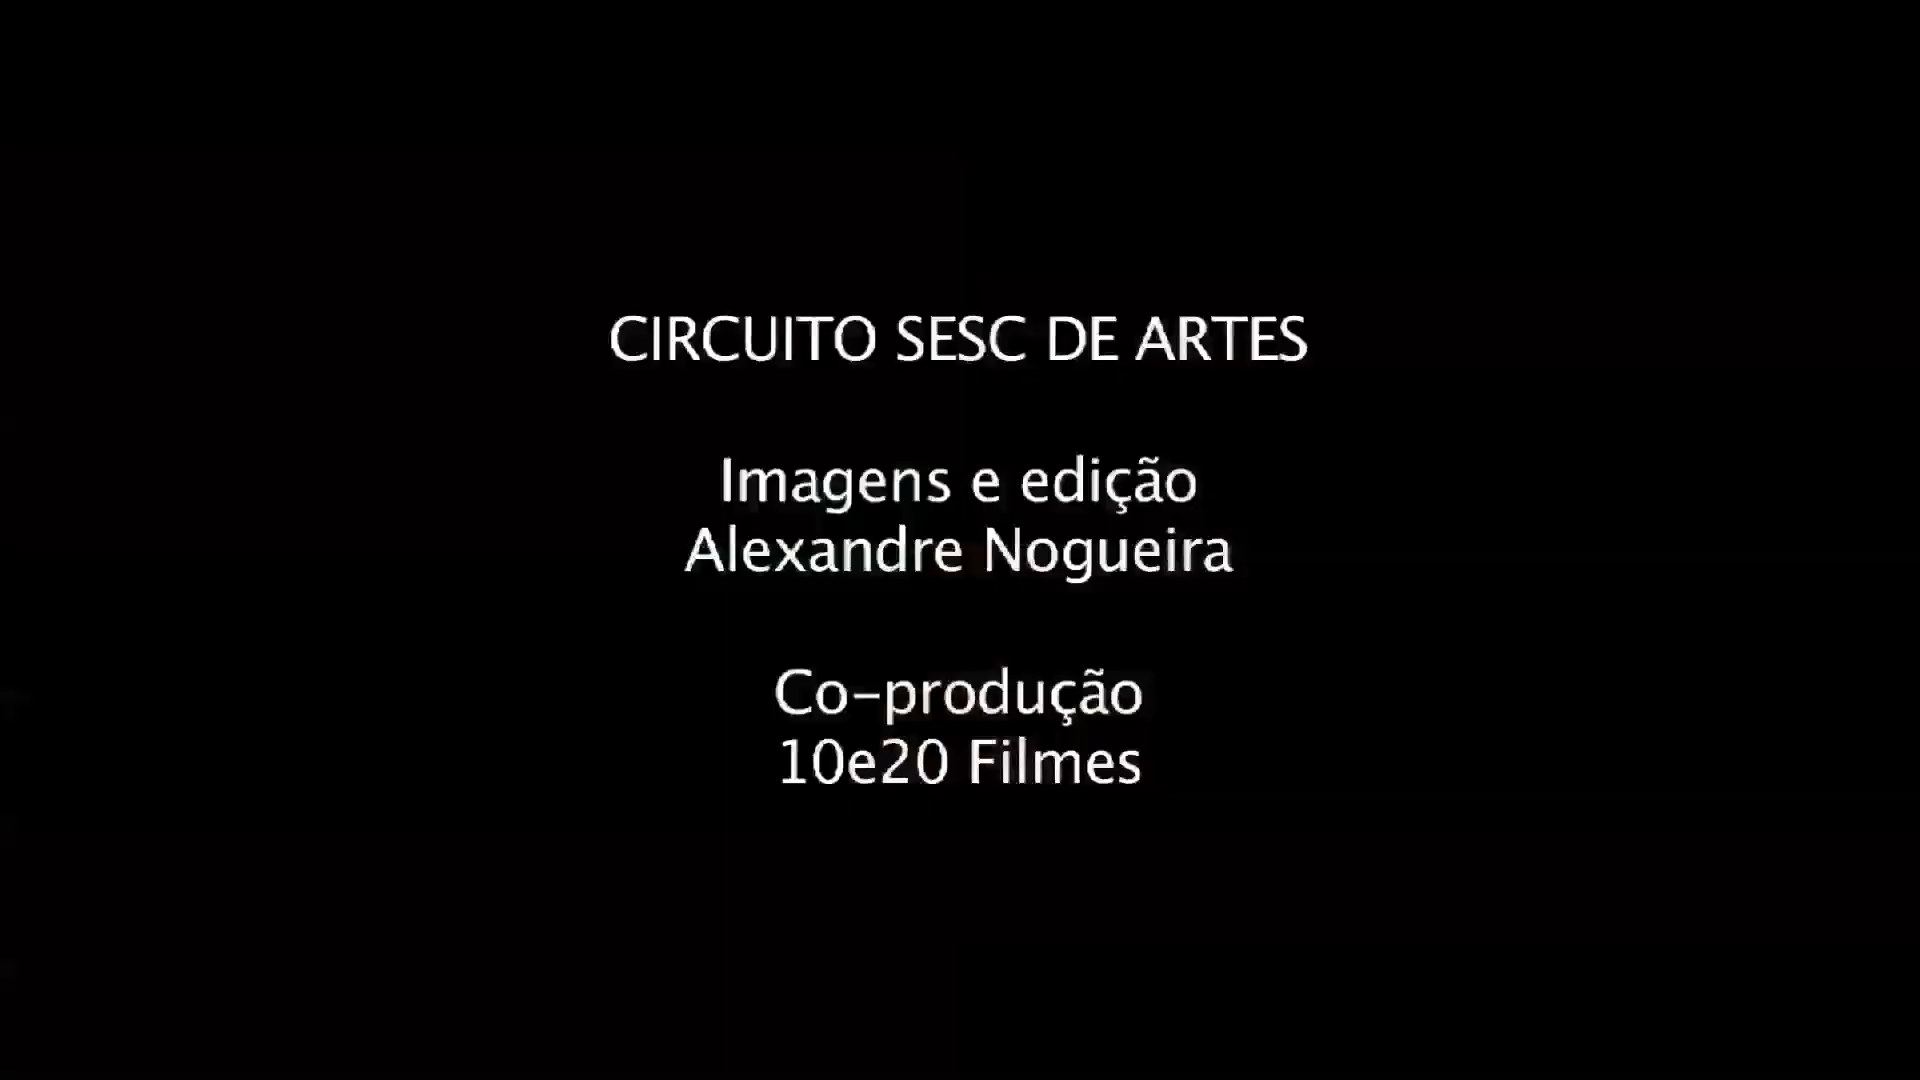 CIRCUITO SESC DE ARTES
Imagens e edição
Alexandre Nogueira
Co-produção
10e20 Filmes